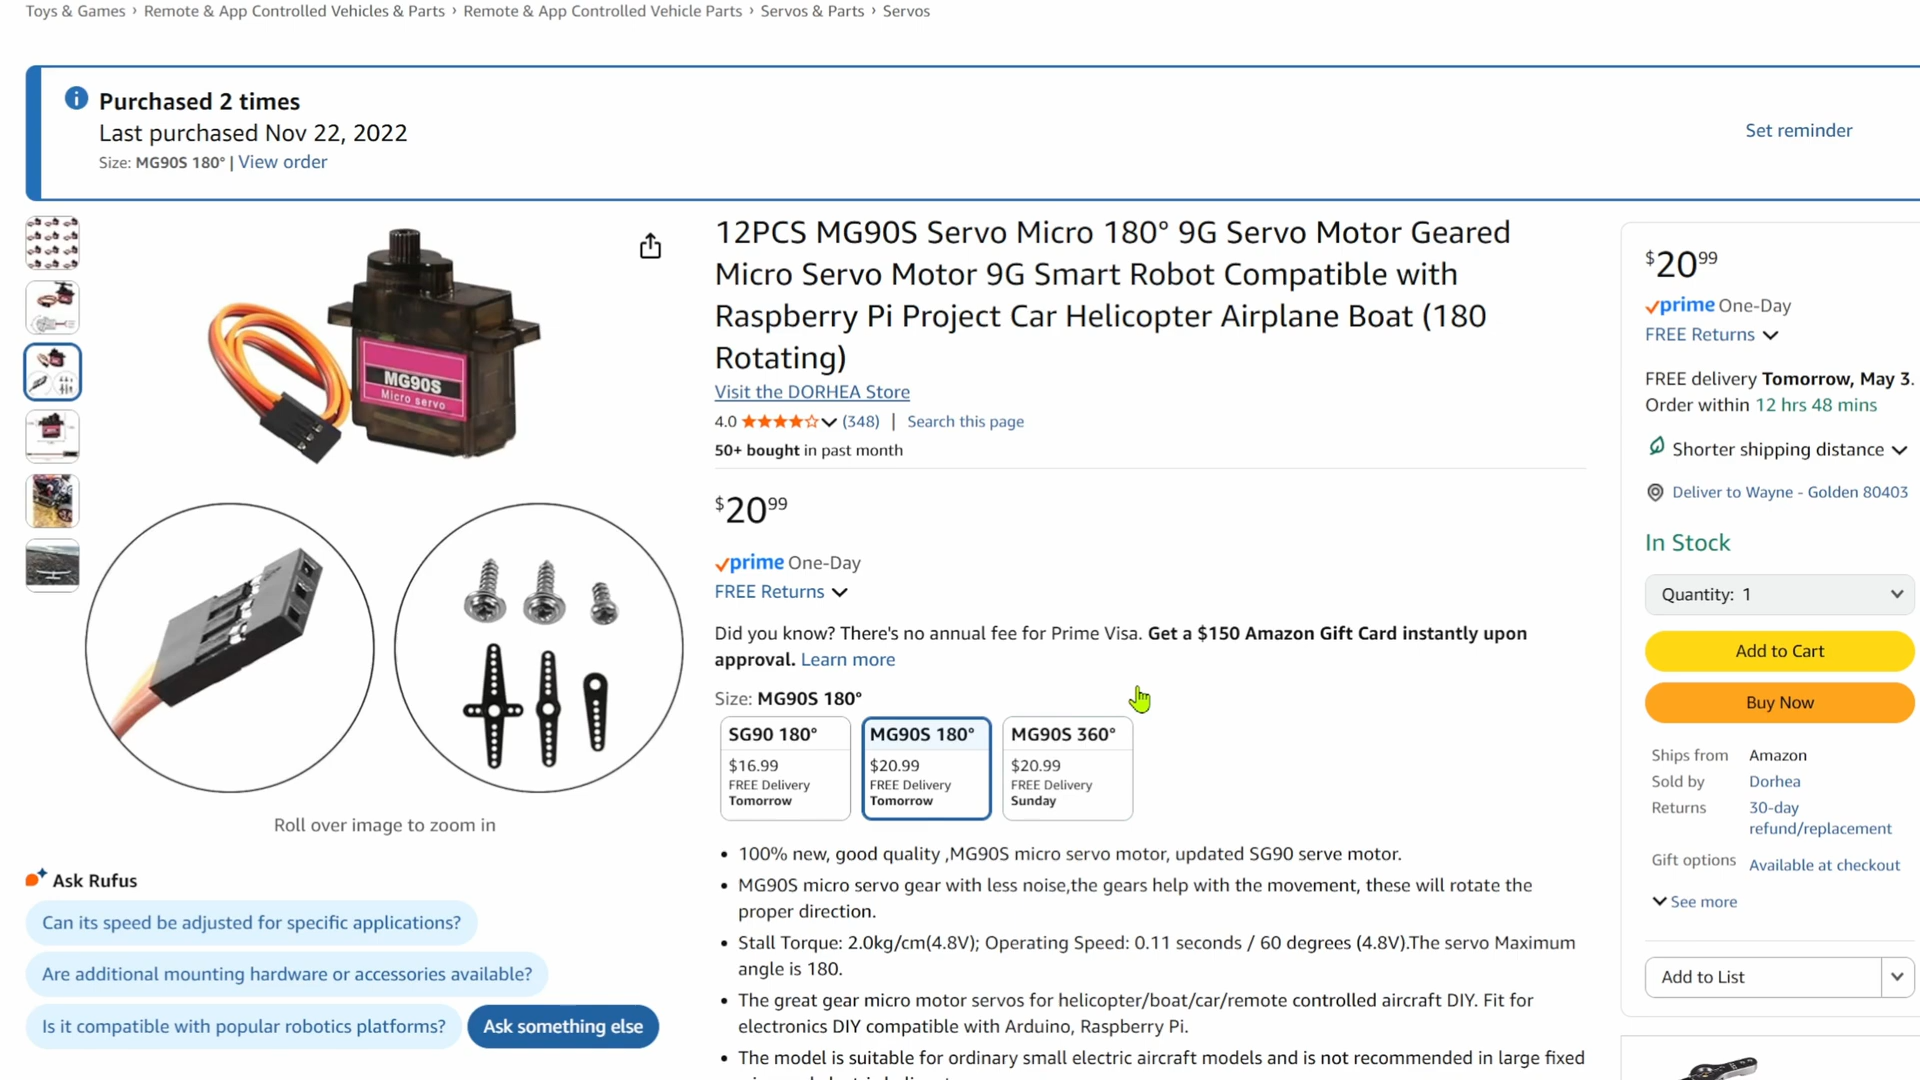 Toys & Games › Remote & App Controlled Vehicles & Parts › Remote & App Controlled Vehicle Parts › Servos & Parts › Servos
Purchased 2 times
Last purchased Nov 22, 2022
Size: MG90S 180° | View order
Set reminder
MG90S
Micro servo
Roll over image to zoom in
Ask Rufus
Can its speed be adjusted for specific applications?
Are additional mounting hardware or accessories available?
Is it compatible with popular robotics platforms?
Ask something else
12PCS MG90S Servo Micro 180° 9G Servo Motor Geared
Micro Servo Motor 9G Smart Robot Compatible with
Raspberry Pi Project Car Helicopter Airplane Boat (180
Rotating)
Visit the DORHEA Store
4.0 (348) | Search this page
50+ bought in past month
$20 99
prime One-Day
FREE Returns
Did you know? There's no annual fee for Prime Visa. Get a $150 Amazon Gift Card instantly upon
approval. Learn more
Size: MG90S 180°
SG90 180°
$16.99
FREE Delivery
Tomorrow
MG90S 180°
$20.99
FREE Delivery
Tomorrow
MG90S 360°
$20.99
FREE Delivery
Sunday
• 100% new, good quality ,MG90S micro servo motor, updated SG90 serve motor.
• MG90S micro servo gear with less noise,the gears help with the movement, these will rotate the
proper direction.
• Stall Torque: 2.0kg/cm(4.8V); Operating Speed: 0.11 seconds / 60 degrees (4.8V).The servo Maximum
angle is 180.
• The great gear micro motor servos for helicopter/boat/car/remote controlled aircraft DIY. Fit for
electronics DIY compatible with Arduino, Raspberry Pi.
• The model is suitable for ordinary small electric aircraft models and is not recommended in large fixed
$20 99
prime One-Day
FREE Returns
FREE delivery Tomorrow, May 3.
Order within 12 hrs 48 mins
Shorter shipping distance
Deliver to Wayne - Golden 80403
In Stock
Quantity: 1
Add to Cart
Buy Now
Ships from Amazon
Sold by Dorhea
Returns 30-day
refund/replacement
Gift options Available at checkout
See more
Add to List